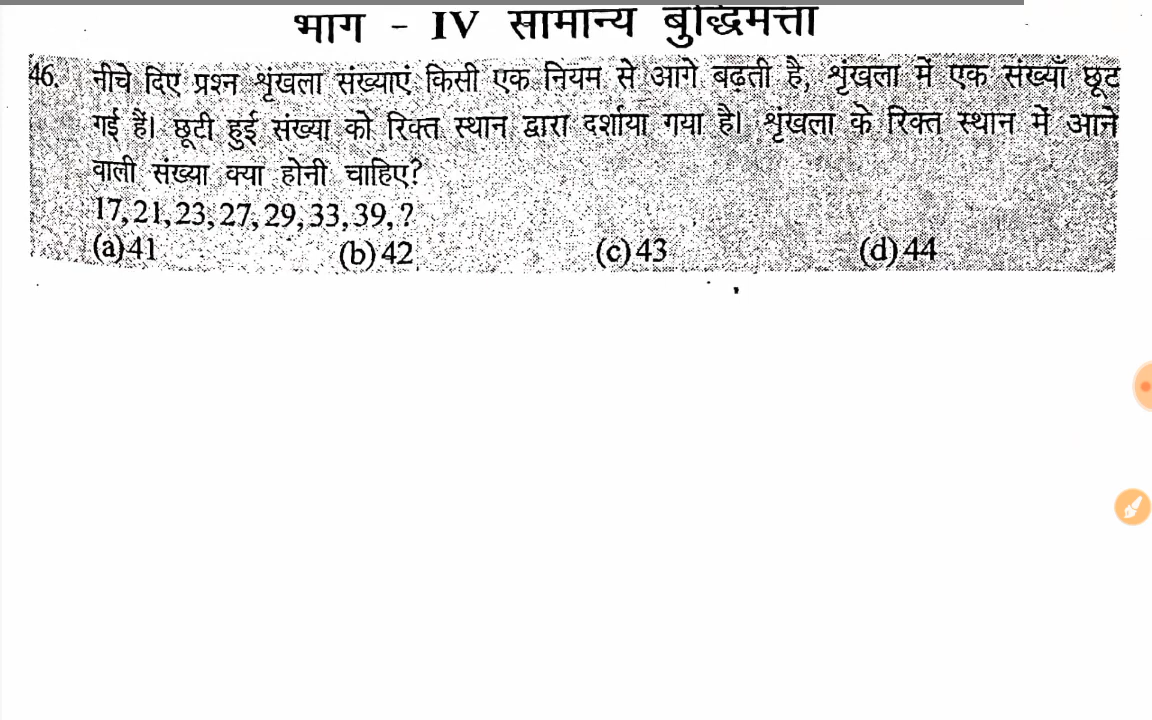 भाग - IV सामान्य बुद्धिमत्ता
46. नीचे दिए प्रश्न श्रृंखला संख्याएं किसी एक नियम से आगे बढ़ती है, श्रृंखला में एक संख्याँ छूट
गई हैं। छूटी हुई संख्या को रिक्त स्थान द्वारा दर्शाया गया है। श्रृंखला के रिक्त स्थान में आने
वाली संख्या क्या होनी चाहिए?
17, 21, 23, 27, 29, 33, 39, ?
(a) 41 (b) 42 (c) 43 (d) 44